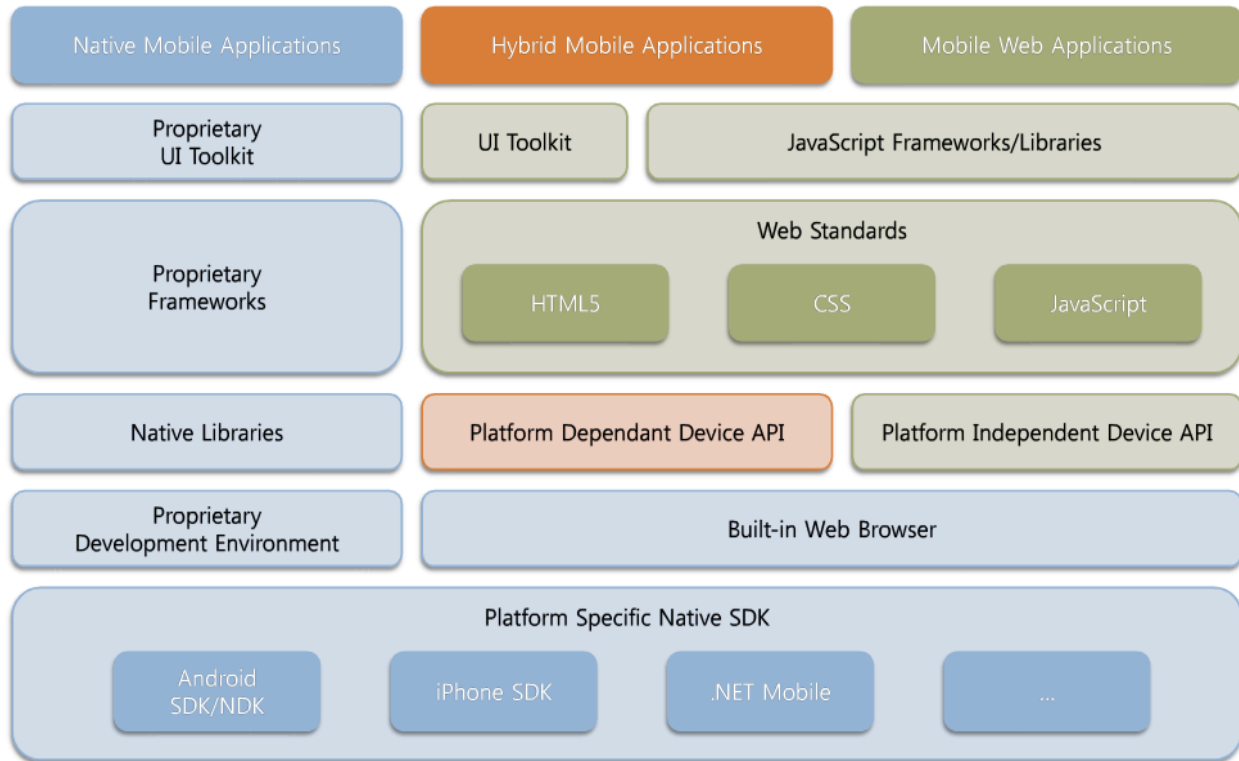 Native Mobile Applications
Hybrid Mobile Applications
Mobile Web Applications
Proprietary
UI Toolkit
UI Toolkit
JavaScript Frameworks/Libraries
Proprietary
Frameworks
Web Standards
HTML5
CSS
JavaScript
Native Libraries
Platform Dependant Device API
Platform Independent Device API
Proprietary
Development Environment
Built-in Web Browser
Platform Specific Native SDK
Android
SDK/NDK
iPhone SDK
.NET Mobile
...